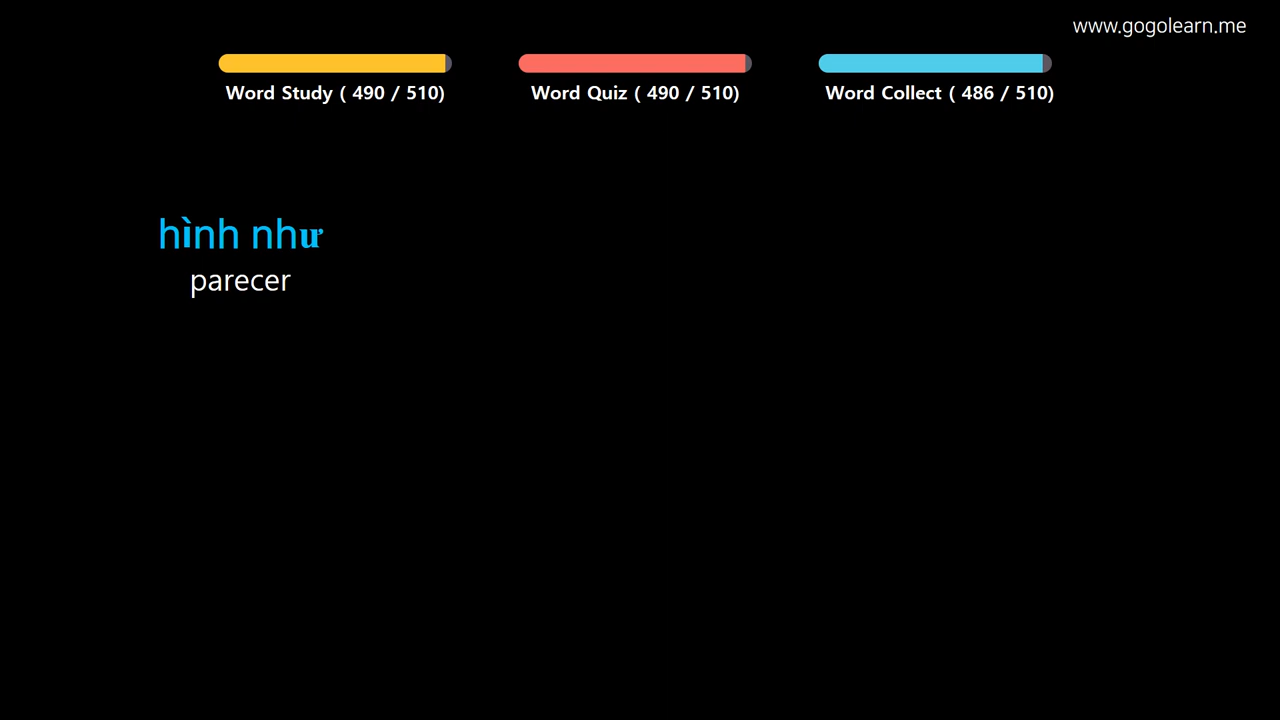 www.gogolearn.me
Word Study ( 490 / 510)
Word Quiz ( 490 / 510)
Word Collect ( 486 / 510)
hình như
parecer